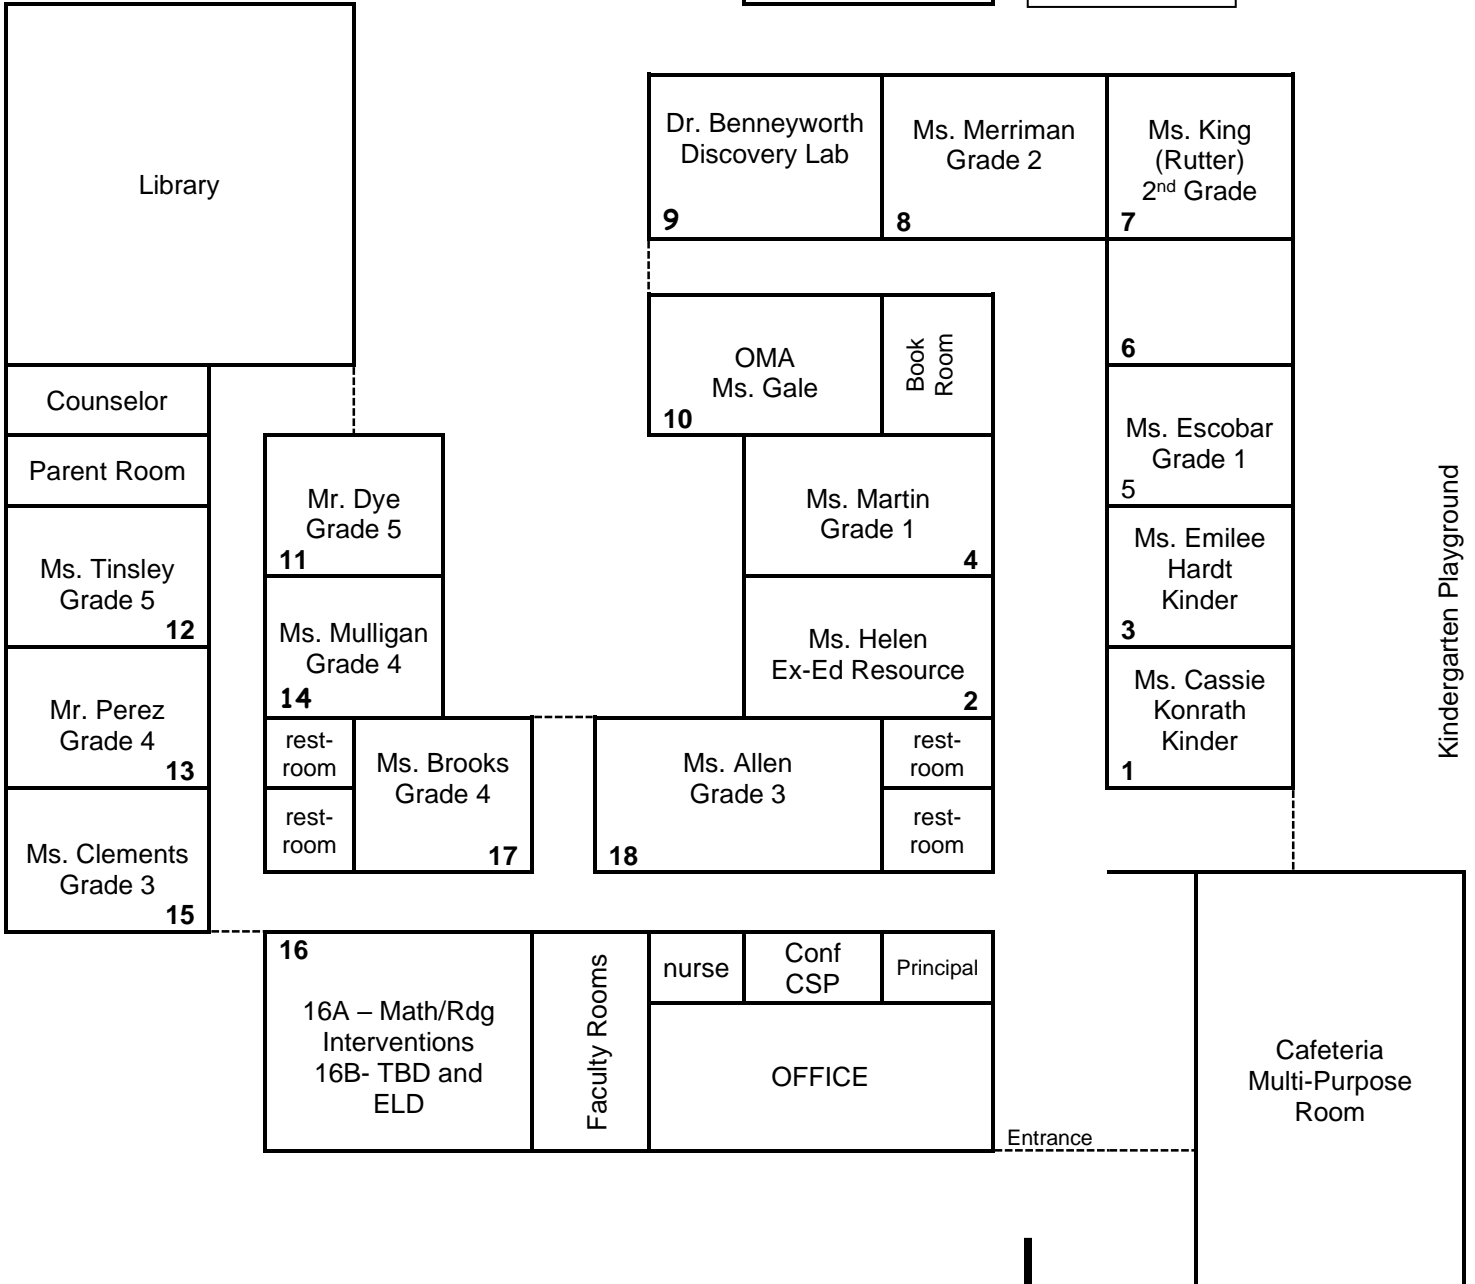 Library
Dr. Benneyworth
Discovery Lab
9
Ms. Merriman
Grade 2
8
Ms. King
(Rutter)
2nd Grade
7
6
OMA
Ms. Gale
10
Book
Room
Counselor
Parent Room
Ms. Escobar
Grade 1
5
Mr. Dye
Grade 5
11
Ms. Martin
Grade 1
4
Ms. Tinsley
Grade 5
12
Ms. Emilee
Hardt
Kinder
3
Kindergarten Playground
Ms. Mulligan
Grade 4
14
Ms. Helen
Ex-Ed Resource
2
Mr. Perez
Grade 4
13
Ms. Cassie
Konrath
Kinder
1
rest-
room
rest-
room
Ms. Brooks
Grade 4
17
Ms. Allen
Grade 3
18
rest-
room
rest-
room
Ms. Clements
Grade 3
15
16
16A – Math/Rdg
Interventions
16B- TBD and
ELD
Faculty Rooms
nurse
Conf
CSP
Principal
OFFICE
Entrance
Cafeteria
Multi-Purpose
Room